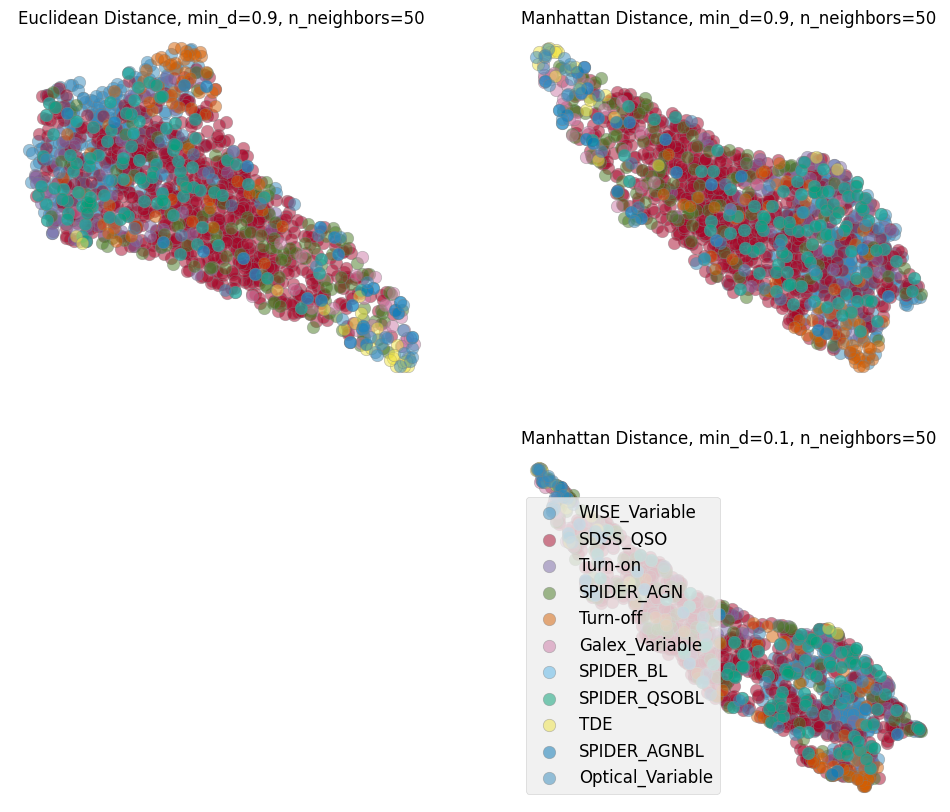 Euclidean Distance, min_d=0.9, n_neighbors=50
Manhattan Distance, min_d=0.9, n_neighbors=50
Manhattan Distance, min_d=0.1, n_neighbors=50
WISE_Variable
SDSS_QSO
Turn-on
SPIDER_AGN
Turn-off
Galex_Variable
SPIDER_BL
SPIDER_QSOBL
TDE
SPIDER_AGNBL
Optical_Variable